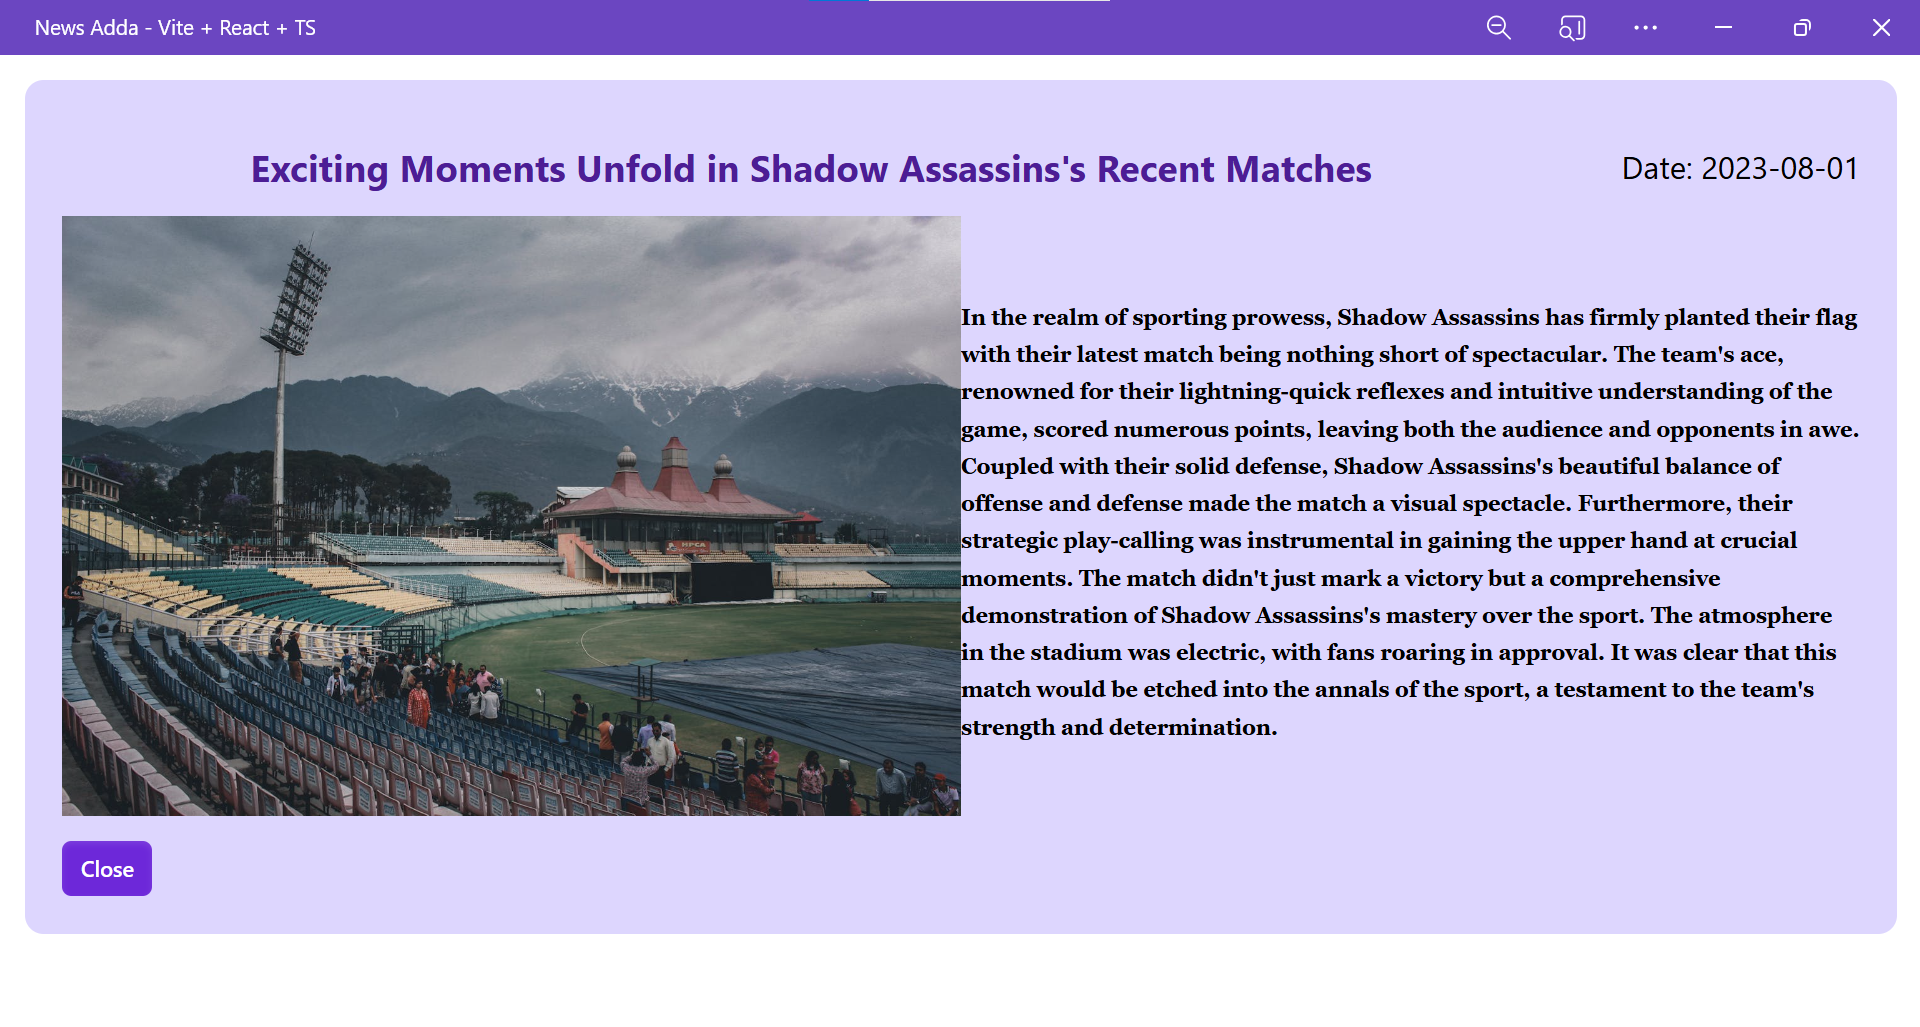 News Adda - Vite + React + TS
Exciting Moments Unfold in Shadow Assassins's Recent Matches
Date: 2023-08-01
HPCA
In the realm of sporting prowess, Shadow Assassins has firmly planted their flag
with their latest match being nothing short of spectacular. The team's ace,
renowned for their lightning-quick reflexes and intuitive understanding of the
game, scored numerous points, leaving both the audience and opponents in awe.
Coupled with their solid defense, Shadow Assassins's beautiful balance of
offense and defense made the match a visual spectacle. Furthermore, their
strategic play-calling was instrumental in gaining the upper hand at crucial
moments. The match didn't just mark a victory but a comprehensive
demonstration of Shadow Assassins's mastery over the sport. The atmosphere
in the stadium was electric, with fans roaring in approval. It was clear that this
match would be etched into the annals of the sport, a testament to the team's
strength and determination.
Close